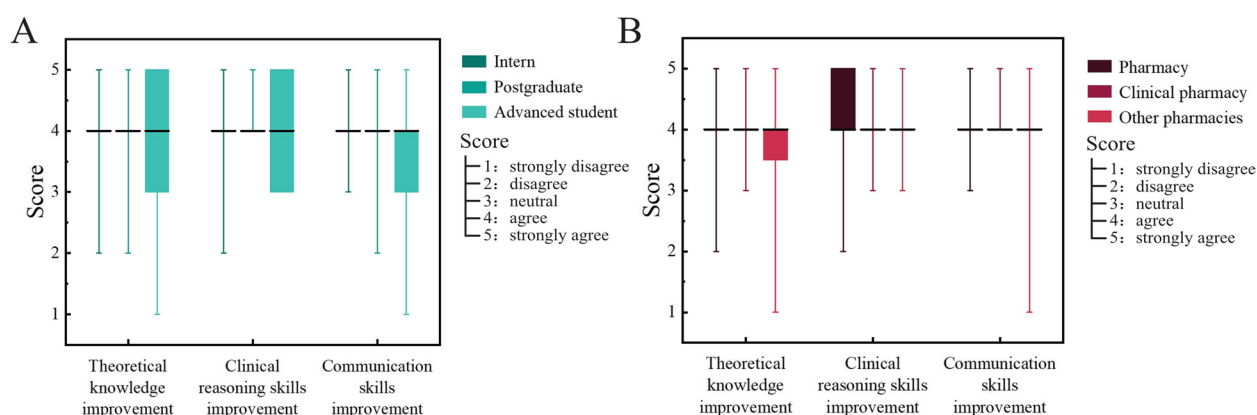 A
Score
5
4
3
2
1
Theoretical
knowledge
improvement
Clinical
reasoning skills
improvement
Communication
skills
improvement
Intern
Postgraduate
Advanced student
Score
1: strongly disagree
2: disagree
3: neutral
4: agree
5: strongly agree
B
Score
5
4
3
2
1
Theoretical
knowledge
improvement
Clinical
reasoning skills
improvement
Communication
skills
improvement
Pharmacy
Clinical pharmacy
Other pharmacies
Score
1: strongly disagree
2: disagree
3: neutral
4: agree
5: strongly agree